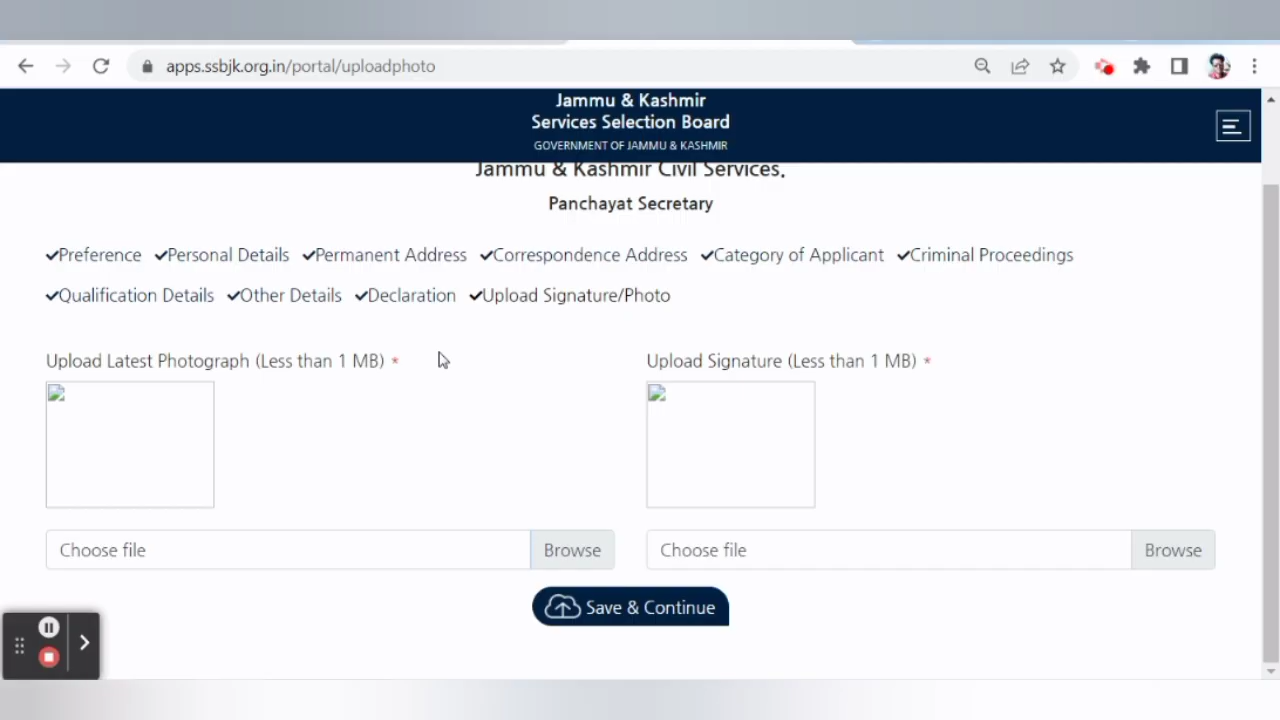 apps.ssbjk.org.in/portal/uploadphoto
Jammu & Kashmir
Services Selection Board
GOVERNMENT OF JAMMU & KASHMIR
Jammu & Kashmir Civil Services.
Panchayat Secretary
Preference Personal Details Permanent Address Correspondence Address Category of Applicant Criminal Proceedings
Qualification Details Other Details Declaration Upload Signature/Photo
Upload Latest Photograph (Less than 1 MB) * Upload Signature (Less than 1 MB) *
Choose file Browse Choose file Browse
Save & Continue